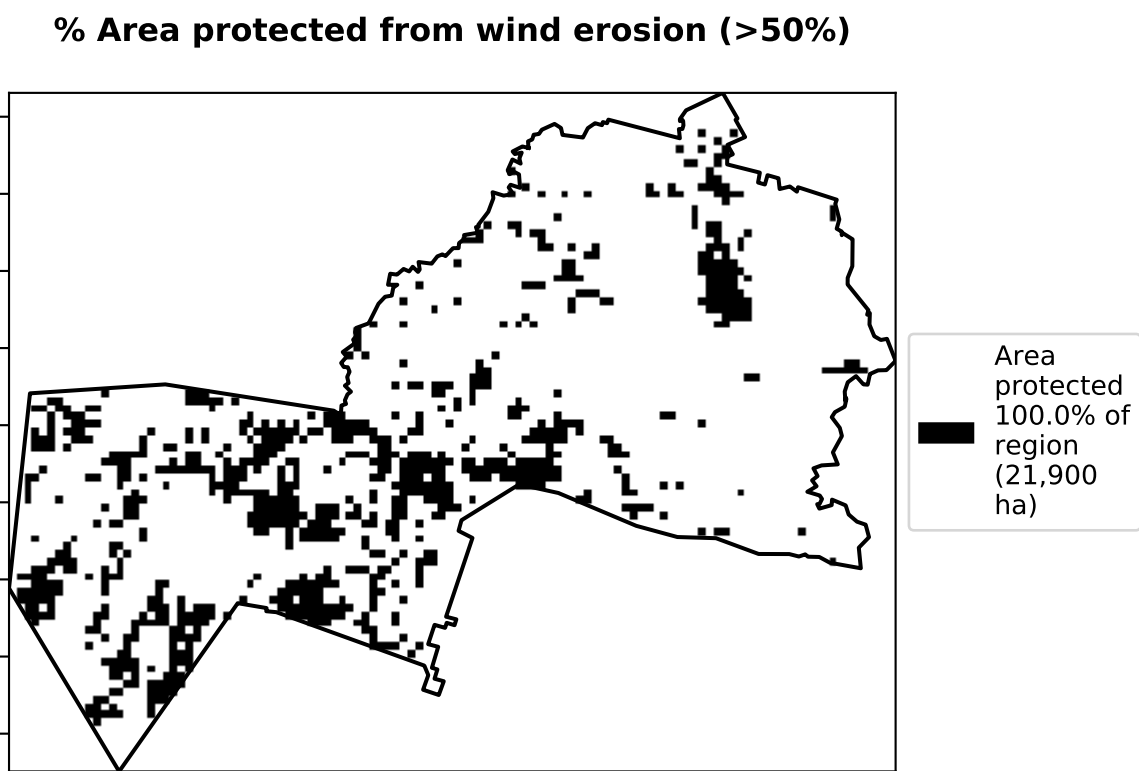 % Area protected from wind erosion (>50%)
Area
protected
100.0% of
region
(21,900
ha)